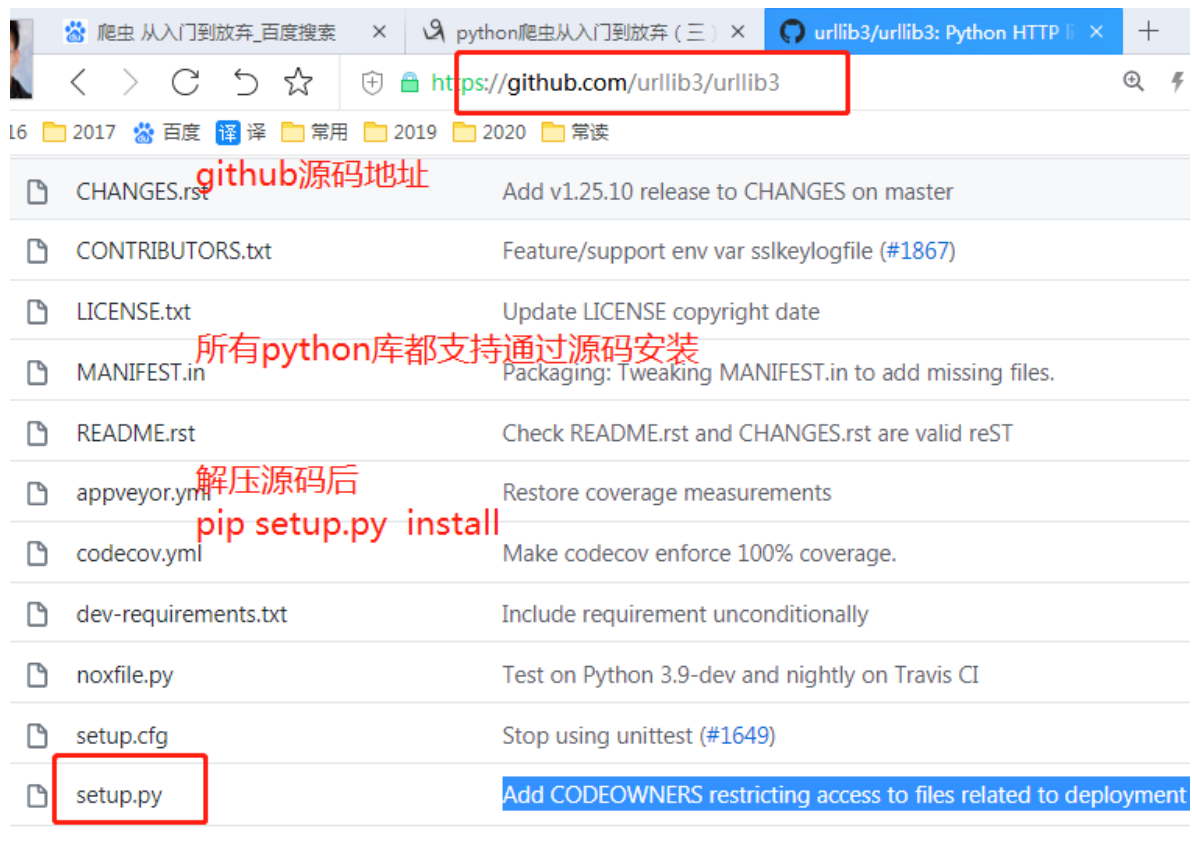 爬虫 从入门到放弃_百度搜索
python爬虫从入门到放弃（三）
urllib3/urllib3: Python HTTP li
https://github.com/urllib3/urllib3
16 2017 百度 译 译 常用 2019 2020 常读
github源码地址
CHANGES.rst Add v1.25.10 release to CHANGES on master
CONTRIBUTORS.txt Feature/support env var sslkeylogfile (#1867)
LICENSE.txt Update LICENSE copyright date
所有python库都支持通过源码安装
MANIFEST.in Packaging: Tweaking MANIFEST.in to add missing files.
README.rst Check README.rst and CHANGES.rst are valid reST
解压源码后
appveyor.yml Restore coverage measurements
pip setup.py install
codecov.yml Make codecov enforce 100% coverage.
dev-requirements.txt Include requirement unconditionally
noxfile.py Test on Python 3.9-dev and nightly on Travis CI
setup.cfg Stop using unittest (#1649)
setup.py Add CODEOWNERS restricting access to files related to deployment